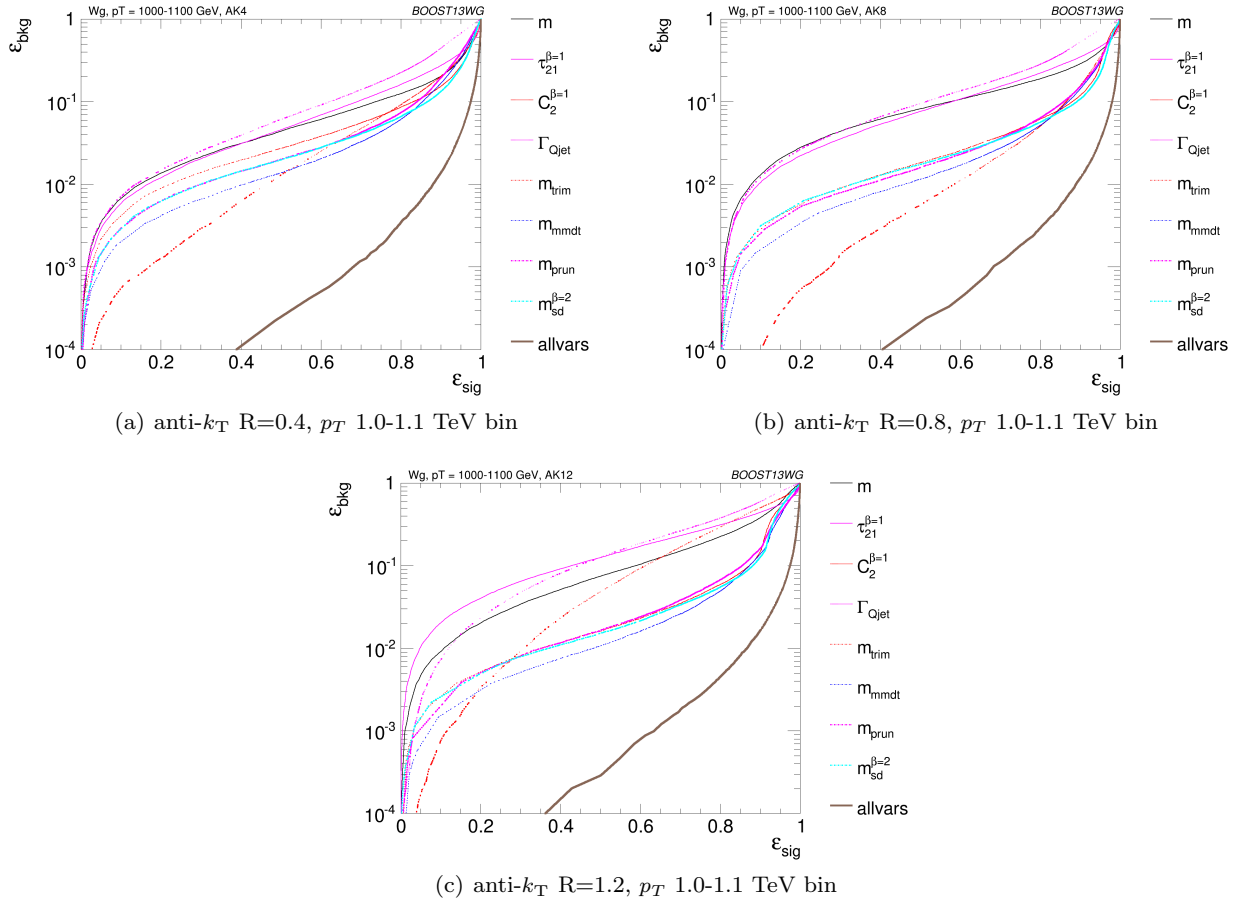 Wg, pT = 1000-1100 GeV, AK4 BOOST13WG
ε_bkg
1
10^-1
10^-2
10^-3
10^-4
0 0.2 0.4 0.6 0.8 1
ε_sig
m
τ_21^β=1
C_2^β=1
Γ_Qjet
m_trim
m_mmdt
m_prun
m_sd^β=2
allvars
(a) anti-k_T R=0.4, p_T 1.0-1.1 TeV bin
Wg, pT = 1000-1100 GeV, AK8 BOOST13WG
ε_bkg
1
10^-1
10^-2
10^-3
10^-4
0 0.2 0.4 0.6 0.8 1
ε_sig
m
τ_21^β=1
C_2^β=1
Γ_Qjet
m_trim
m_mmdt
m_prun
m_sd^β=2
allvars
(b) anti-k_T R=0.8, p_T 1.0-1.1 TeV bin
Wg, pT = 1000-1100 GeV, AK12 BOOST13WG
ε_bkg
1
10^-1
10^-2
10^-3
10^-4
0 0.2 0.4 0.6 0.8 1
ε_sig
m
τ_21^β=1
C_2^β=1
Γ_Qjet
m_trim
m_mmdt
m_prun
m_sd^β=2
allvars
(c) anti-k_T R=1.2, p_T 1.0-1.1 TeV bin